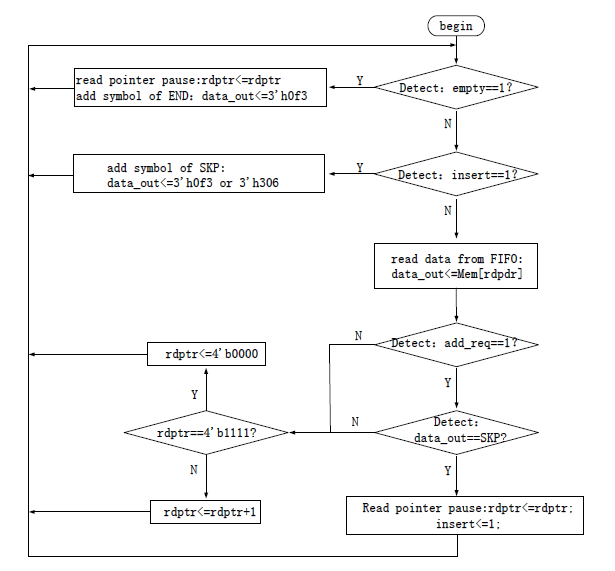 begin
read pointer pause:rdptr<=rdptr
add symbol of END: data_out<=3'h0f3
Y
Detect: empty==1?
N
add symbol of SKP:
data_out<=3'h0f3 or 3'h306
Y
Detect: insert==1?
N
read data from FIFO:
data_out<=Mem[rdpdr]
rdptr<=4'b0000
N
Detect: add_req==1?
Y
Y
rdptr==4'b1111?
N
Detect:
data_out==SKP?
N
Y
rdptr<=rdptr+1
Read pointer pause:rdptr<=rdptr;
insert<=1;